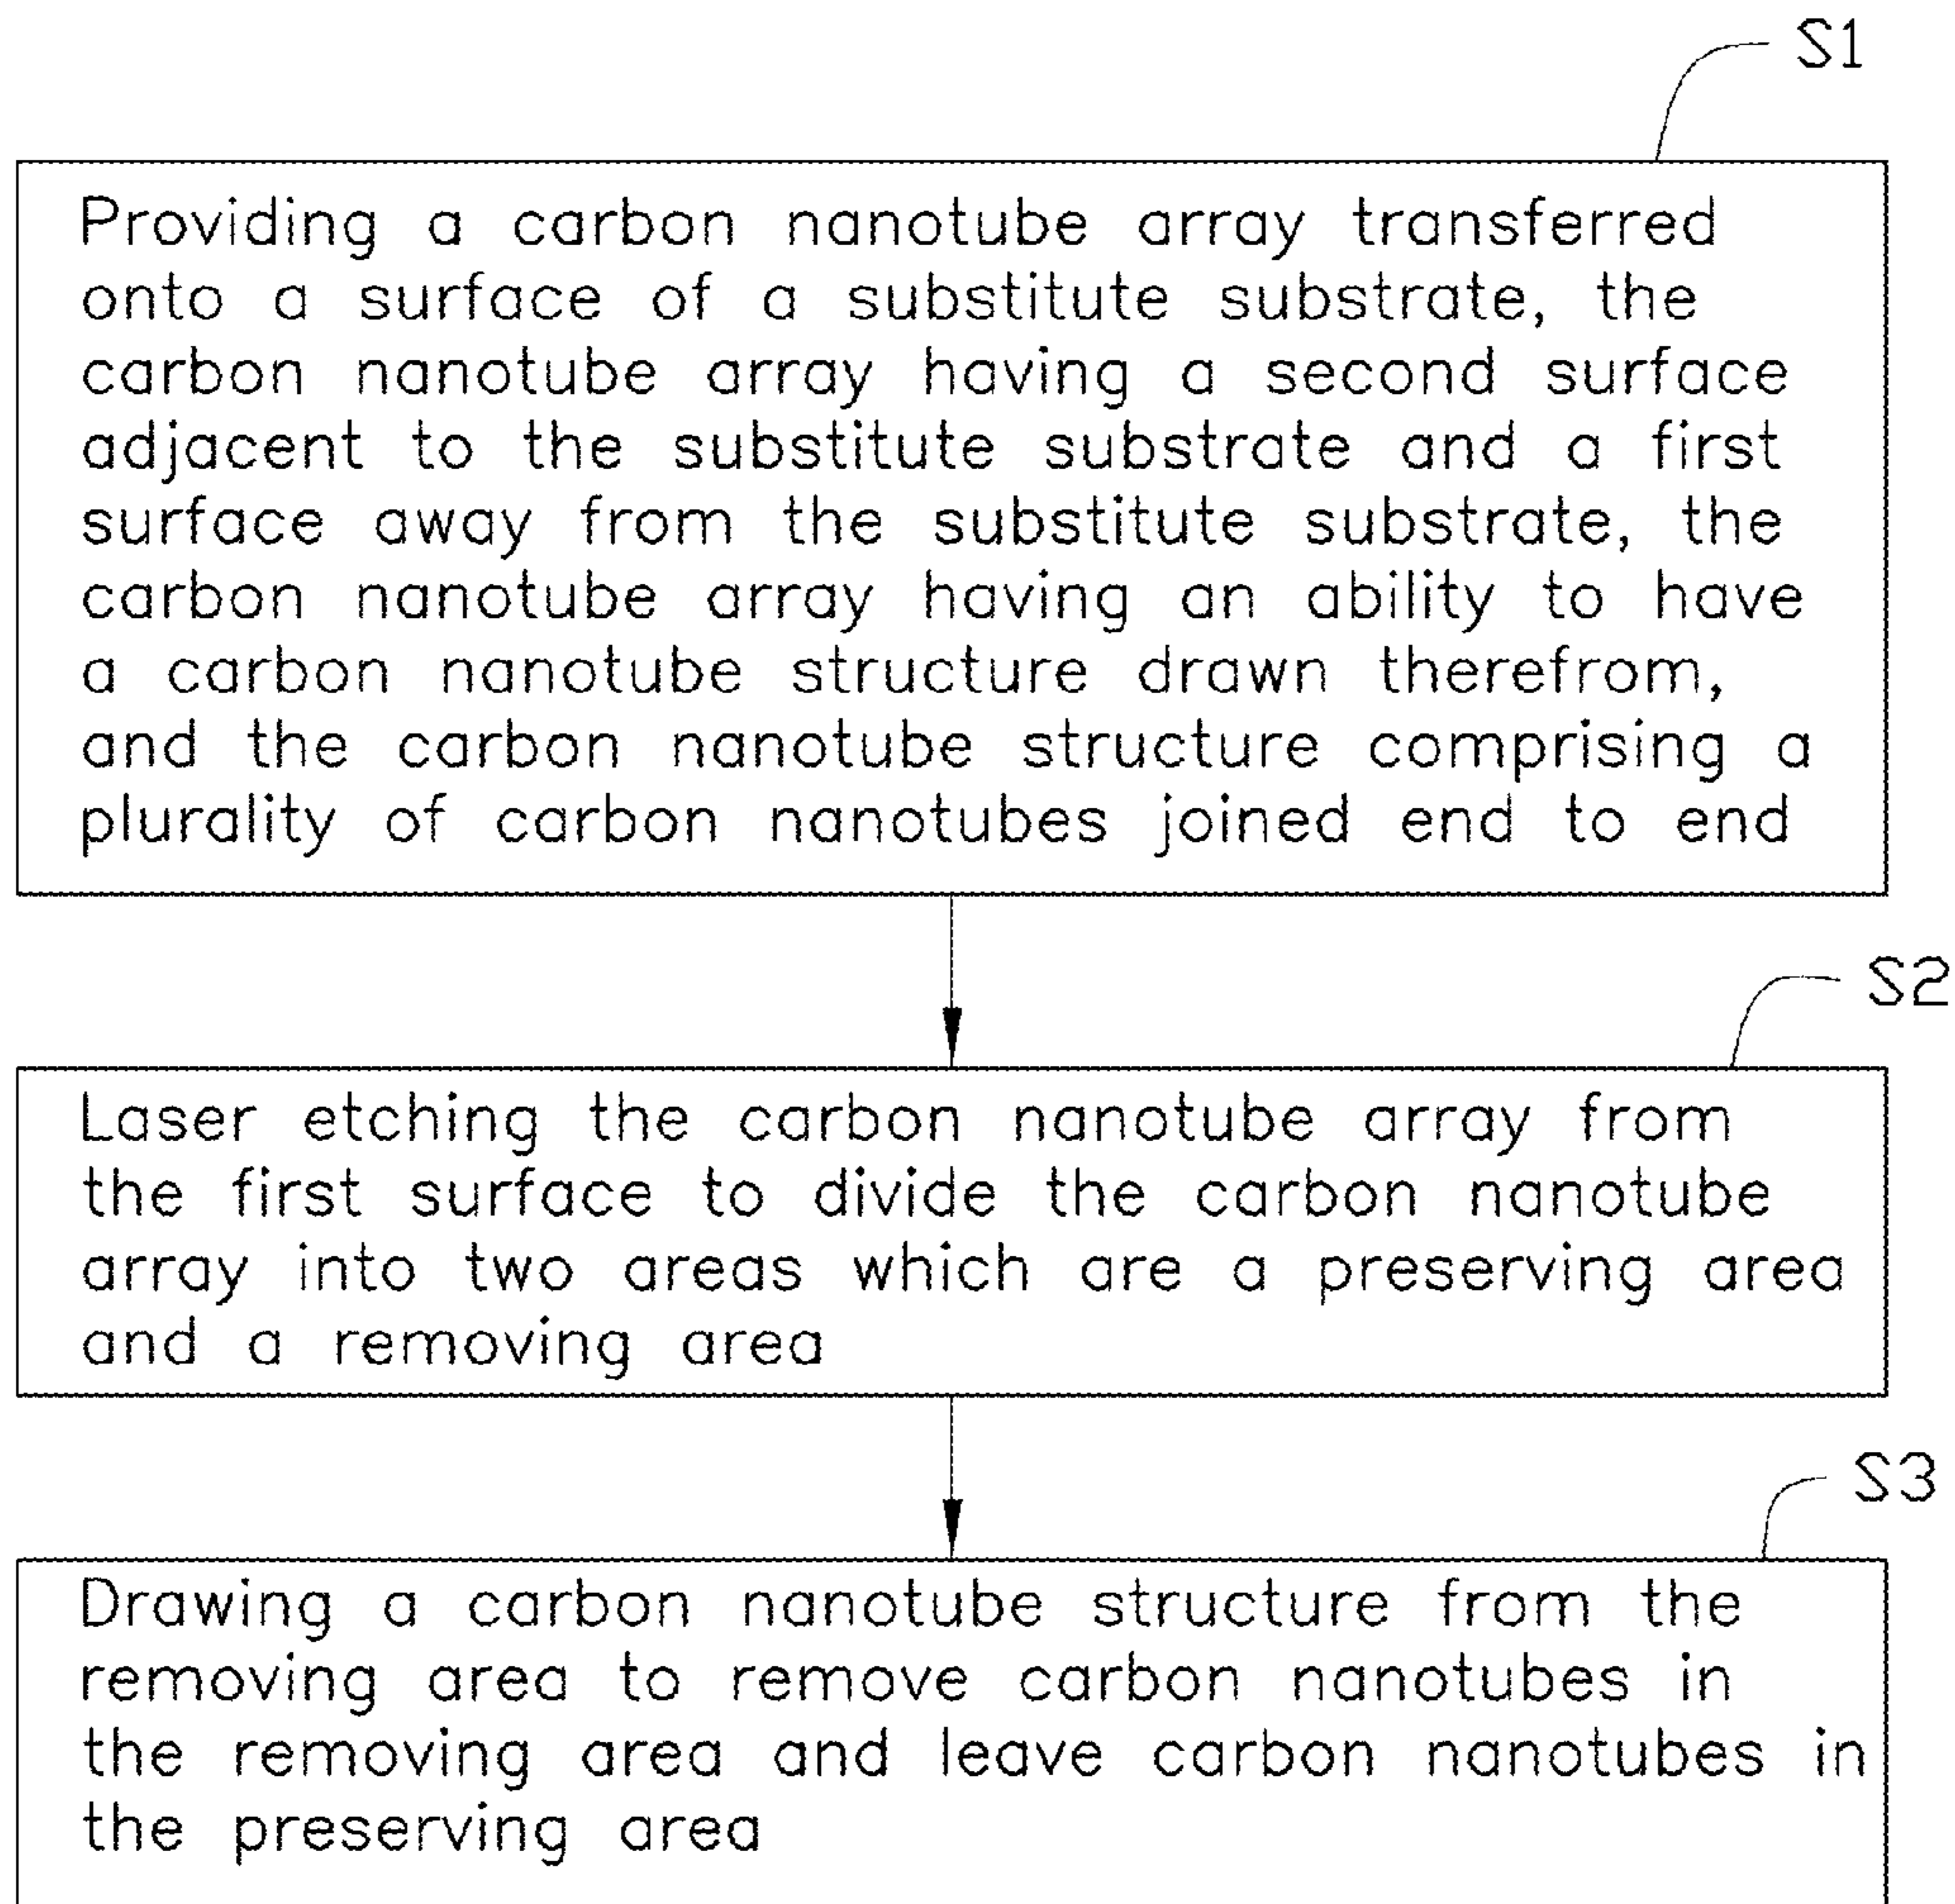 S1
Providing a carbon nanotube array transferred
onto a surface of a substitute substrate, the
carbon nanotube array having a second surface
adjacent to the substitute substrate and a first
surface away from the substitute substrate, the
carbon nanotube array having an ability to have
a carbon nanotube structure drawn therefrom,
and the carbon nanotube structure comprising a
plurality of carbon nanotubes joined end to end
S2
Laser etching the carbon nanotube array from
the first surface to divide the carbon nanotube
array into two areas which are a preserving area
and a removing area
S3
Drawing a carbon nanotube structure from the
removing area to remove carbon nanotubes in
the removing area and leave carbon nanotubes in
the preserving area